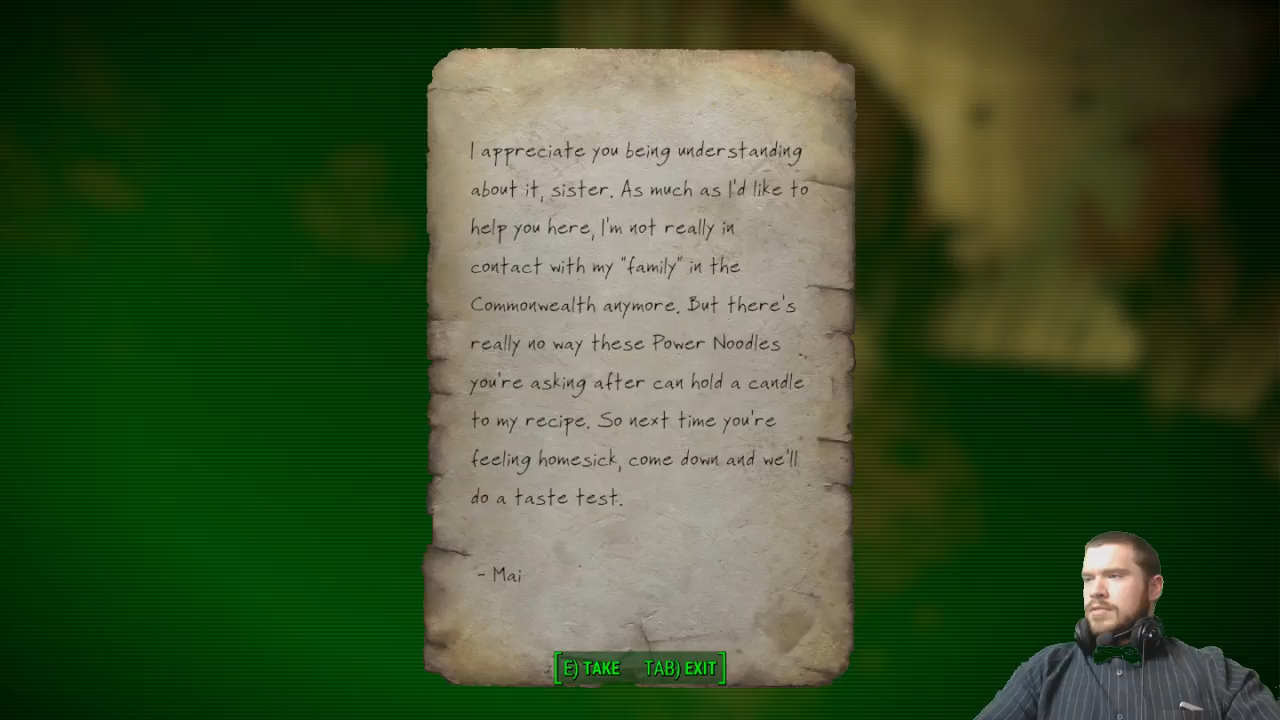 I appreciate you being understanding
about it, sister. As much as I'd like to
help you here, I'm not really in
contact with my "family" in the
Commonwealth anymore. But there's
really no way these Power Noodles
you're asking after can hold a candle
to my recipe. So next time you're
feeling homesick, come down and we'll
do a taste test.
- Mai
E) TAKE TAB) EXIT